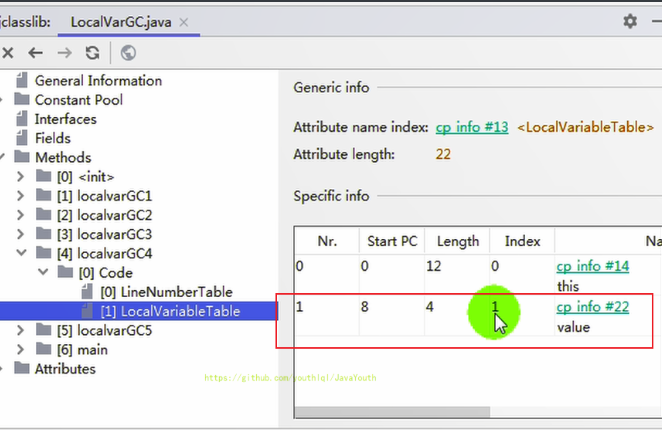 jclasslib:
LocalVarGC.java
General Information
Constant Pool
Interfaces
Fields
Methods
[0] <init>
[1] localvarGC1
[2] localvarGC2
[3] localvarGC3
[4] localvarGC4
[0] Code
[0] LineNumberTable
[1] LocalVariableTable
[5] localvarGC5
[6] main
Attributes
Generic info
Attribute name index: cp info #13 <LocalVariableTable>
Attribute length: 22
Specific info
Nr. Start PC Length Index Na
0 0 12 0 cp info #14
this
1 8 4 1 cp info #22
value
https://github.com/youthlql/JavaYouth